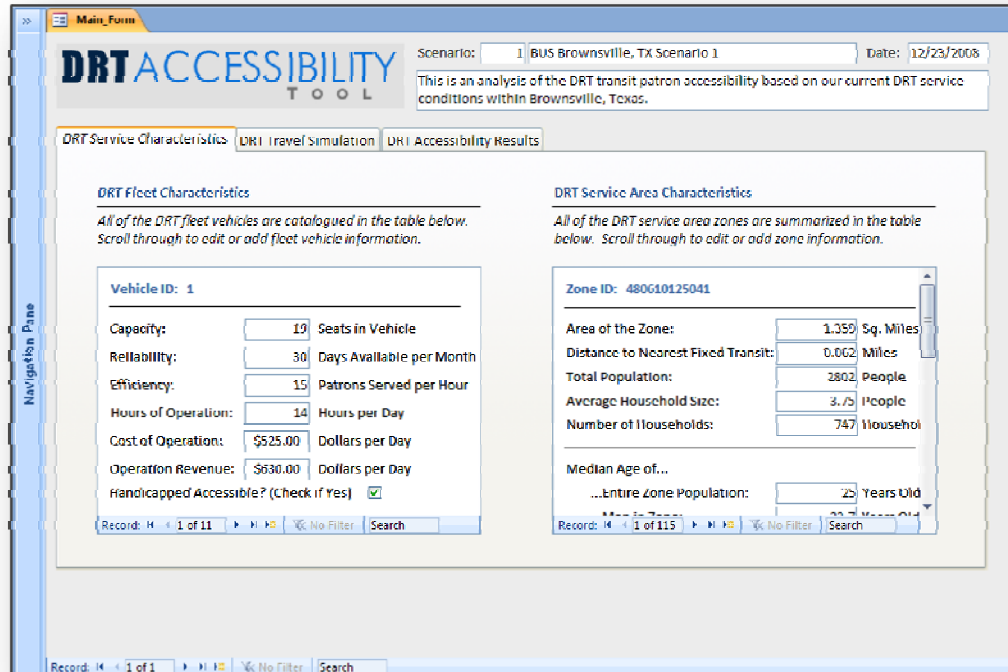 Main_Form
DRT ACCESSIBILITY
TOOL
Scenario: 1 BUS Brownsville, TX Scenario 1 Date: 12/23/2008
This is an analysis of the DRT transit patron accessibility based on our current DRT service
conditions within Brownsville, Texas.
DRT Service Characteristics DRT Travel Simulation DRT Accessibility Results
DRT Fleet Characteristics
All of the DRT fleet vehicles are catalogued in the table below.
Scroll through to edit or add fleet vehicle information.
Vehicle ID: 1
Capacity: 19 Seats in Vehicle
Reliability: 30 Days Available per Month
Efficiency: 15 Patrons Served per Hour
Hours of Operation: 14 Hours per Day
Cost of Operation: $525.00 Dollars per Day
Operation Revenue: $630.00 Dollars per Day
Handicapped Accessible? (Check if Yes)
Record: 1 of 11 No Filter Search
DRT Service Area Characteristics
All of the DRT service area zones are summarized in the table
below. Scroll through to edit or add zone information.
Zone ID: 480610125041
Area of the Zone: 1.359 Sq. Miles
Distance to Nearest Fixed Transit: 0.062 Miles
Total Population: 2802 People
Average Household Size: 3.75 People
Number of Households: 747 Househol
Median Age of...
...Entire Zone Population: 25 Years Old
Record: 1 of 115 No Filter Search
Navigation Pane
Record: 1 of 1 No Filter Search